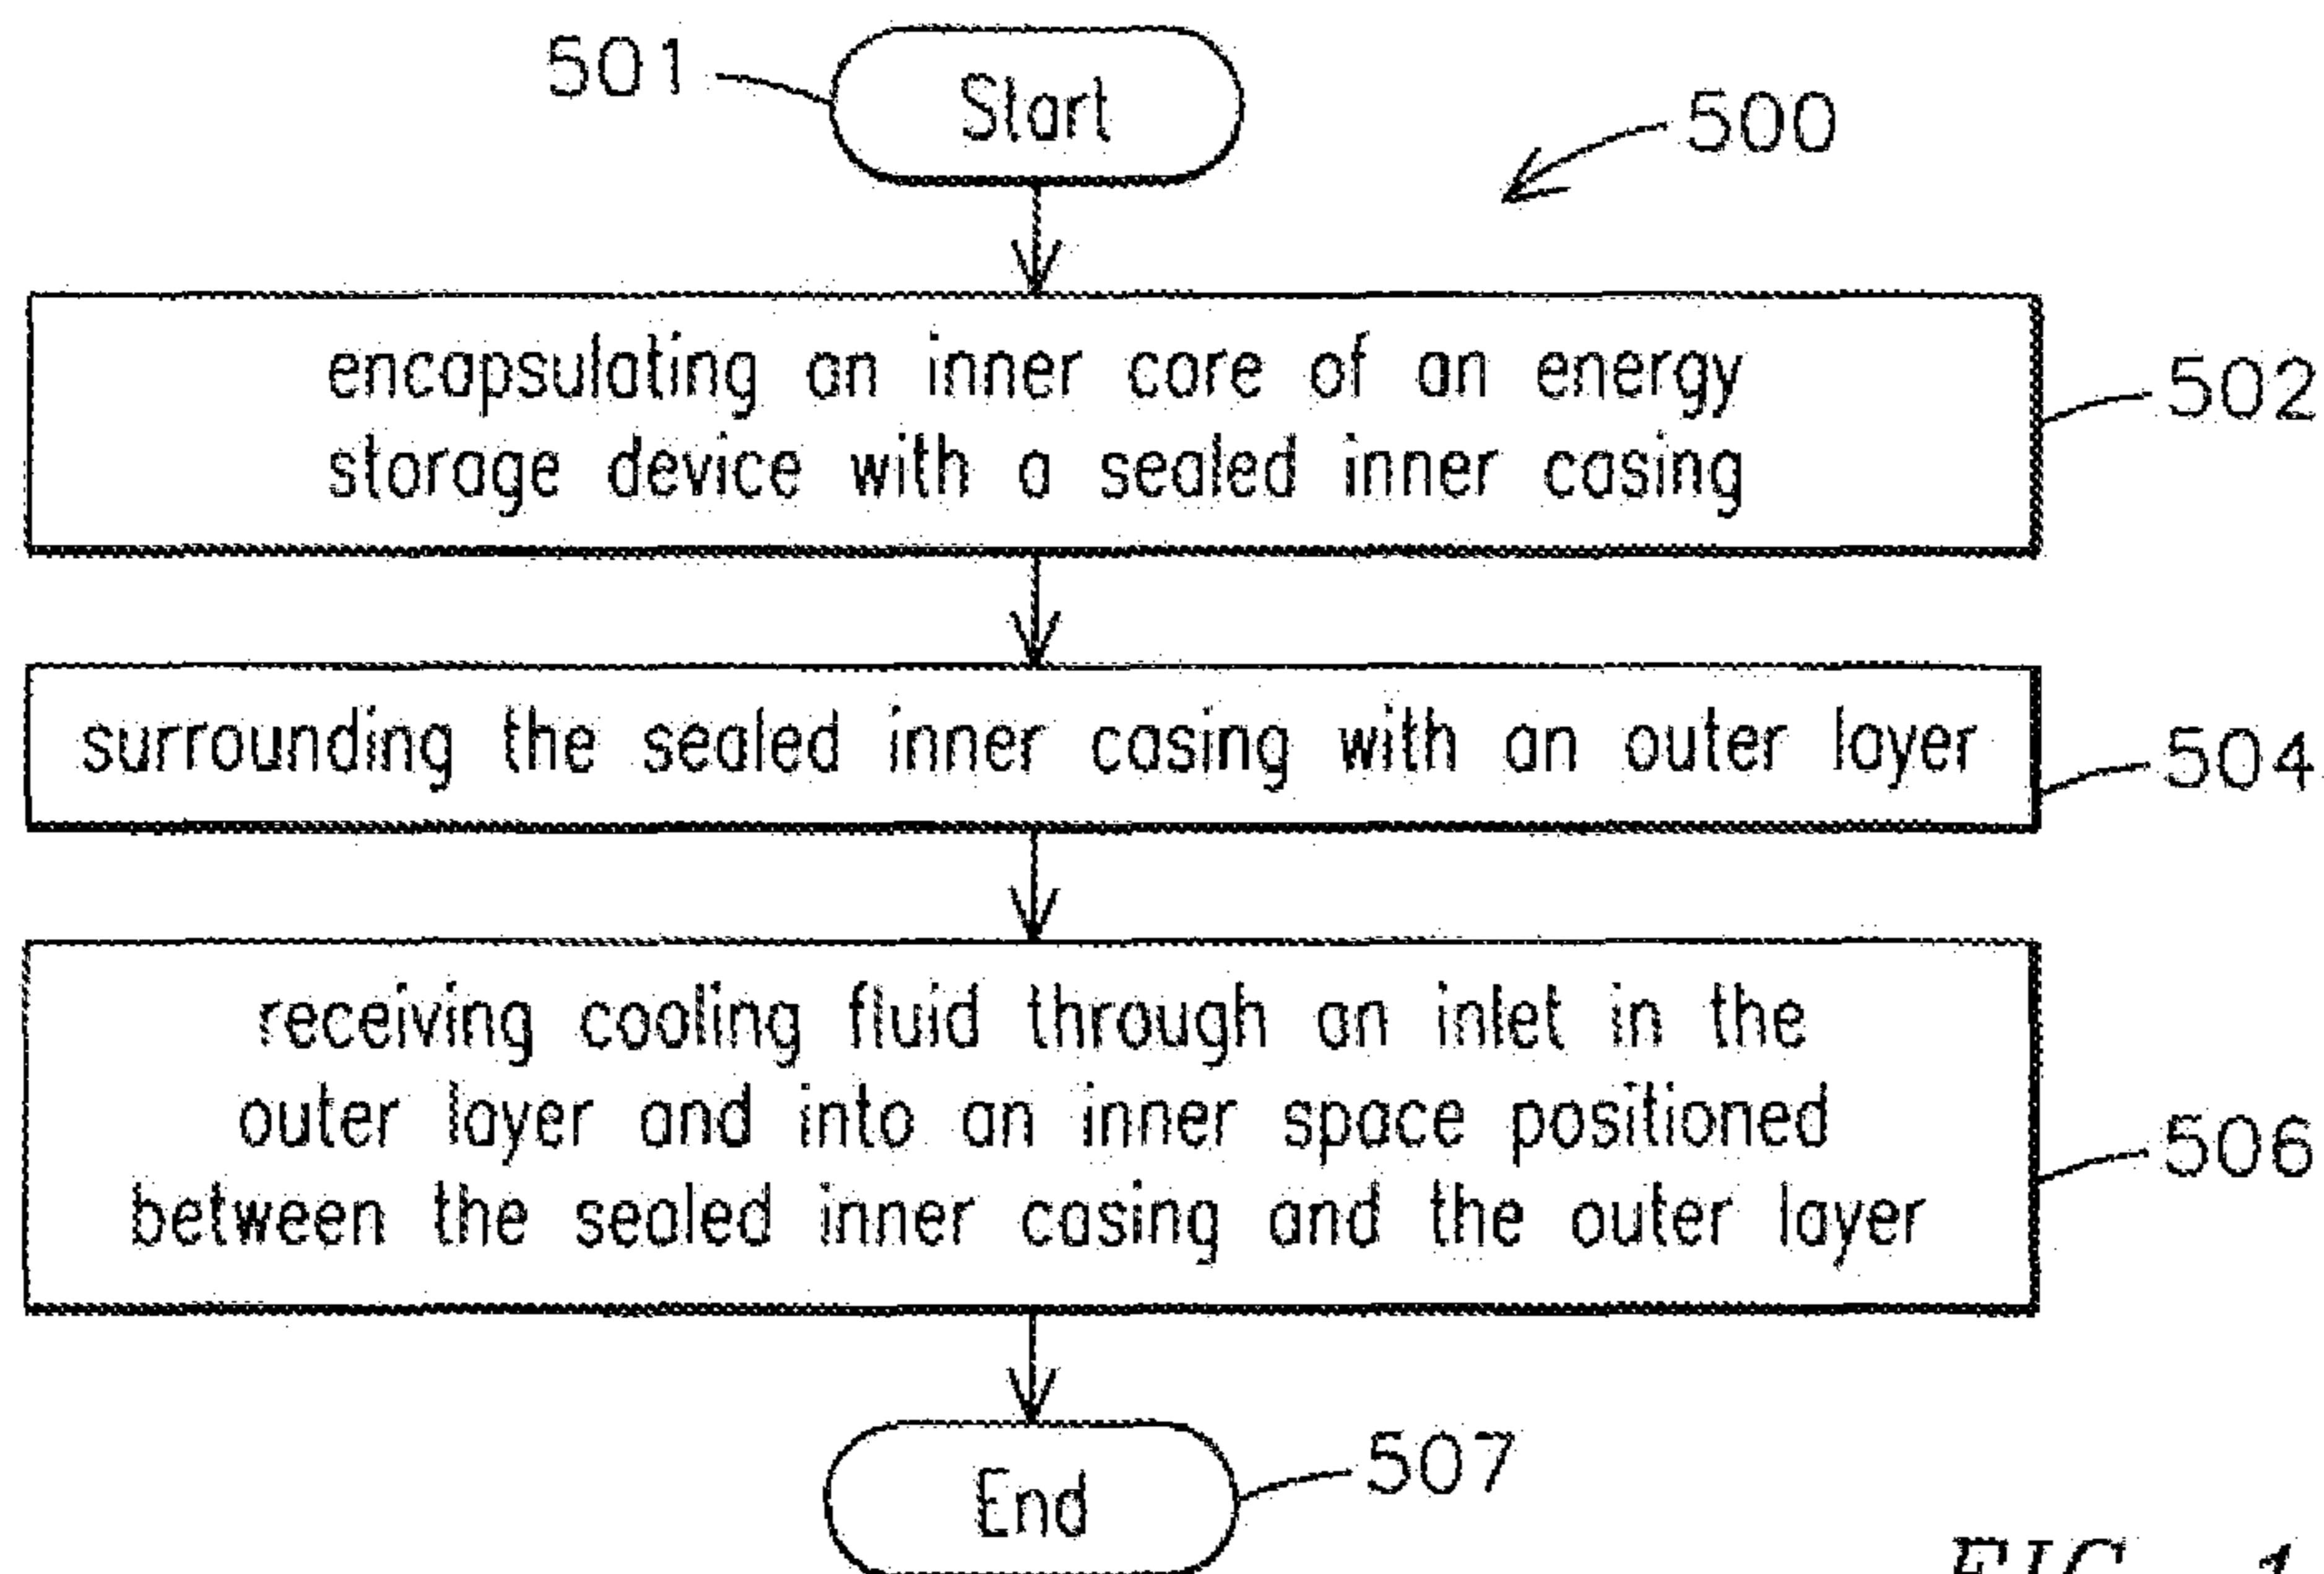 501
Start
500
encapsulating an inner core of an energy
storage device with a sealed inner casing
502
surrounding the sealed inner casing with an outer layer
504
receiving cooling fluid through an inlet in the
outer layer and into an inner space positioned
between the sealed inner casing and the outer layer
506
End
507